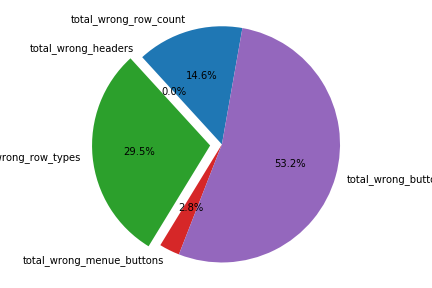 total_wrong_row_count
total_wrong_headers
14.6%
0.0%
29.5%
wrong_row_types
53.2%
total_wrong_butto
2.8%
total_wrong_menue_buttons